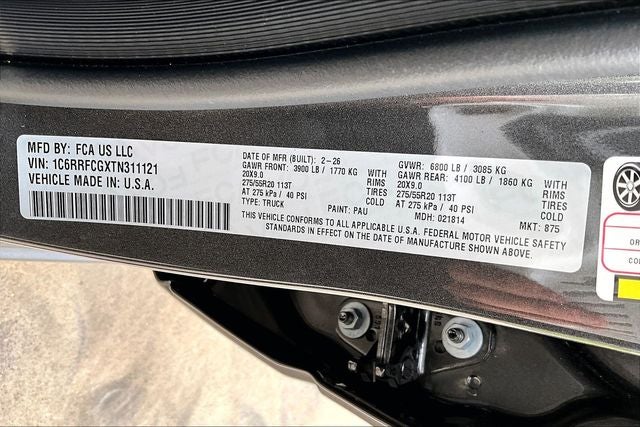 MFD BY: FCA US LLC
VIN: 1C6RRFCGXTN311121
VEHICLE MADE IN U.S.A.
DATE OF MFR (BUILT): 2-26 GVWR: 6800 LB / 3085 KG
GAWR FRONT: 3900 LB / 1770 KG WITH GAWR REAR: 4100 LB / 1860 KG WITH
20X9.0 RIMS 20X9.0 RIMS
275/55R20 113T TIRES 275/55R20 113T TIRES
AT 275 kPa / 40 PSI COLD AT 275 kPa / 40 PSI COLD
TYPE: TRUCK PAINT: PAU MDH: 021814 MKT: 875
THIS VEHICLE CONFORMS TO ALL APPLICABLE U.S.A. FEDERAL MOTOR VEHICLE SAFETY
STANDARDS IN EFFECT ON THE DATE OF MANUFACTURE SHOWN ABOVE.
OR
CO